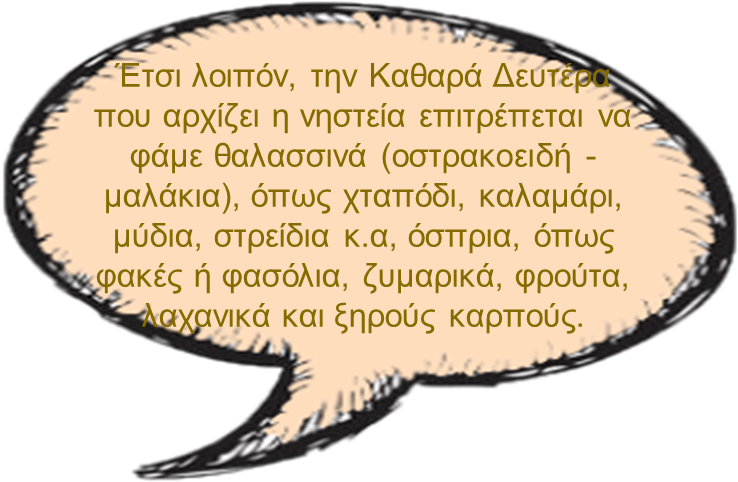 Έτσι λοιπόν, την Καθαρά Δευτέρα
που αρχίζει η νηστεία επιτρέπεται να
φάμε θαλασσινά (οστρακοειδή -
μαλάκια), όπως χταπόδι, καλαμάρι,
μύδια, στρείδια κ.α, όσπρια, όπως
φακές ή φασόλια, ζυμαρικά, φρούτα,
λαχανικά και ξηρούς καρπούς.